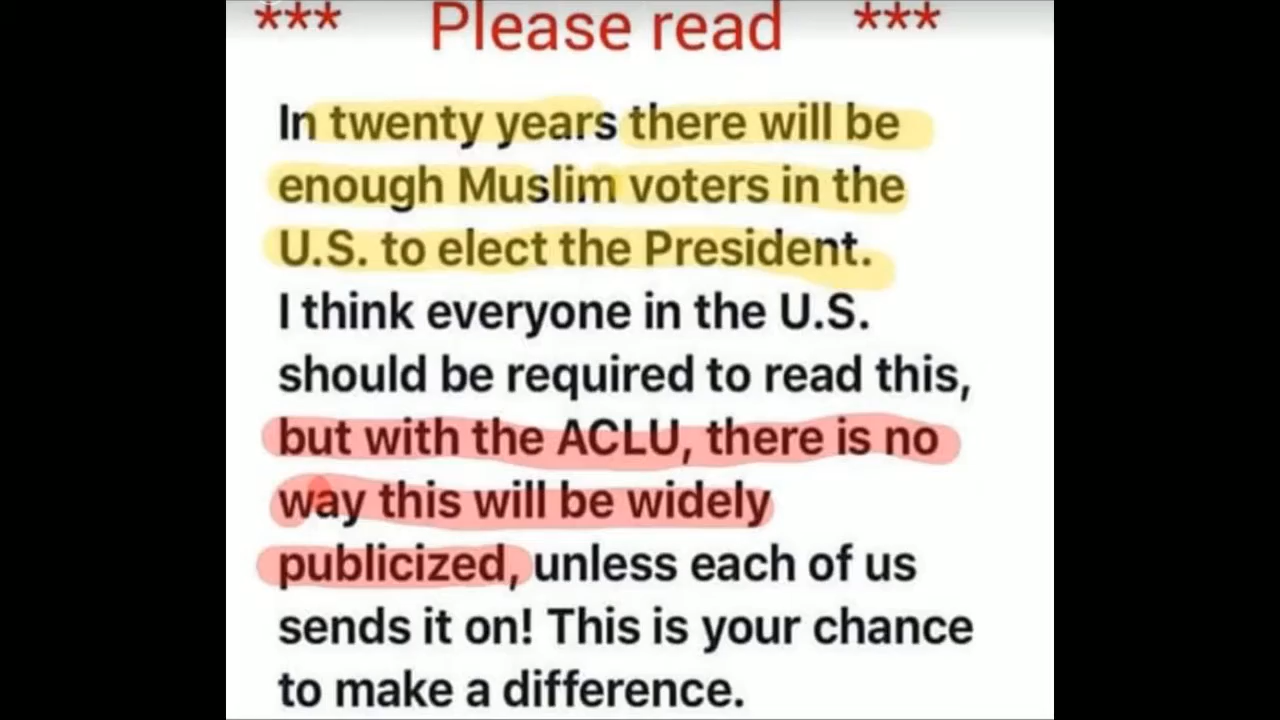 *** Please read ***
In twenty years there will be
enough Muslim voters in the
U.S. to elect the President.
I think everyone in the U.S.
should be required to read this,
but with the ACLU, there is no
way this will be widely
publicized, unless each of us
sends it on! This is your chance
to make a difference.